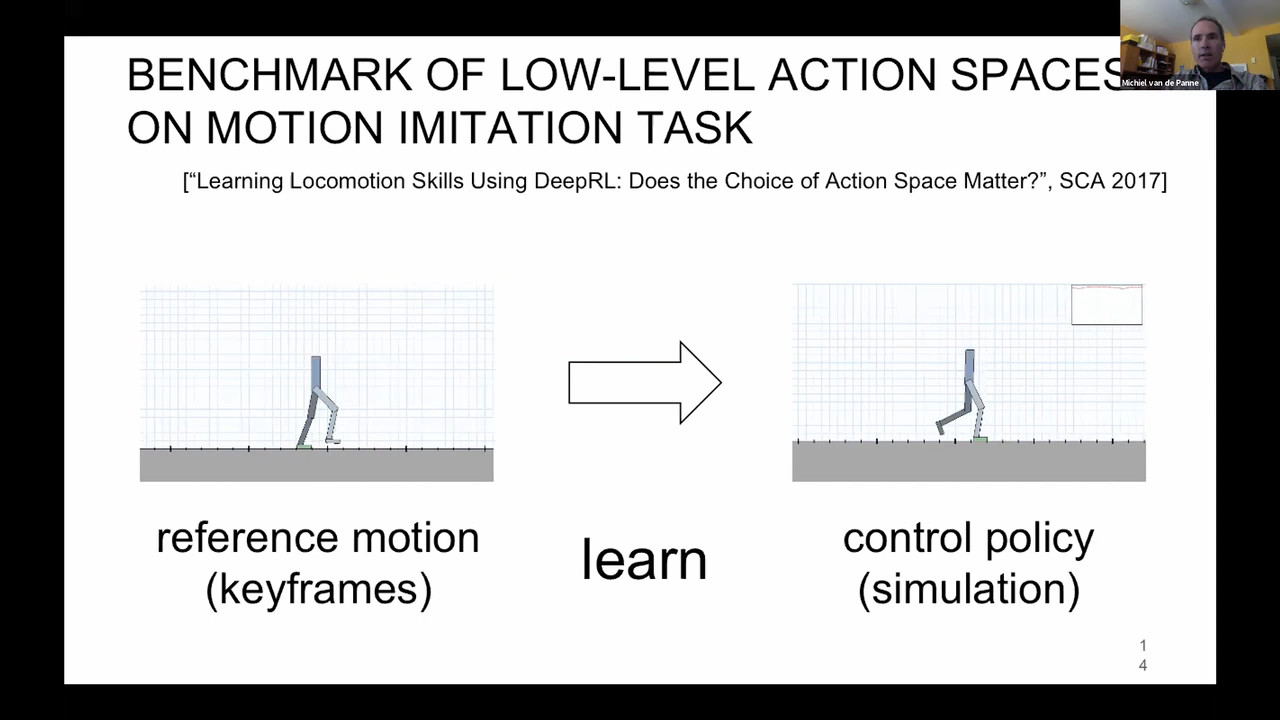 BENCHMARK OF LOW-LEVEL ACTION SPACES
ON MOTION IMITATION TASK
["Learning Locomotion Skills Using DeepRL: Does the Choice of Action Space Matter?", SCA 2017]
Michiel van de Panne
reference motion
(keyframes)
learn
control policy
(simulation)
1
4